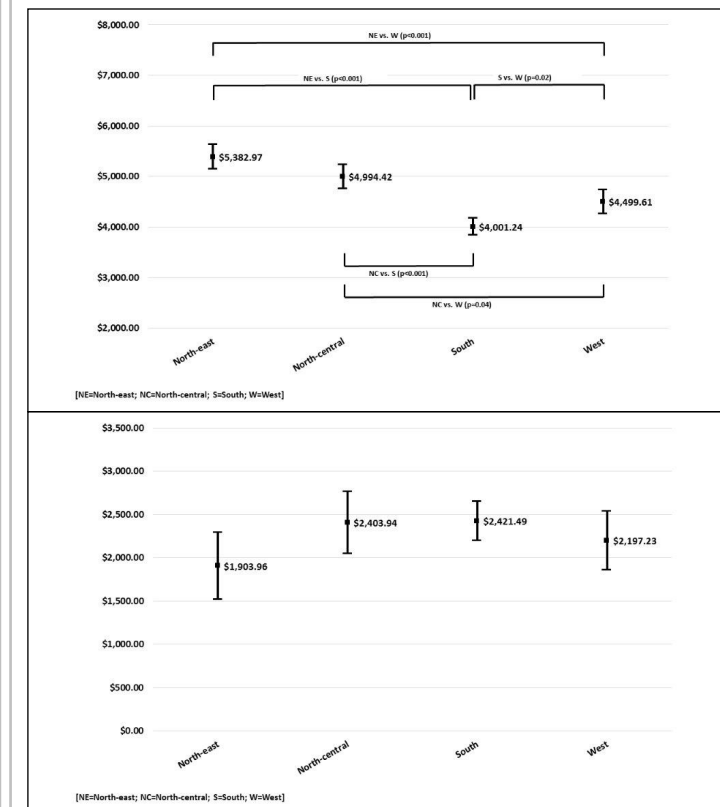 $8,000.00
NE vs. W (p<0.001)
$7,000.00
NE vs. S (p<0.001)
S vs. W (p=0.02)
$6,000.00
$5,382.97
$5,000.00
$4,994.42
$4,499.61
$4,000.00
$4,001.24
$3,000.00
NC vs. S (p<0.001)
NC vs. W (p=0.04)
$2,000.00
North-east
North-central
South
West
[NE=North-east; NC=North-central; S=South; W=West]
$3,500.00
$3,000.00
$2,500.00
$2,403.94
$2,421.49
$2,197.23
$2,000.00
$1,903.96
$1,500.00
$1,000.00
$500.00
$0.00
North-east
North-central
South
West
[NE=North-east; NC=North-central; S=South; W=West]